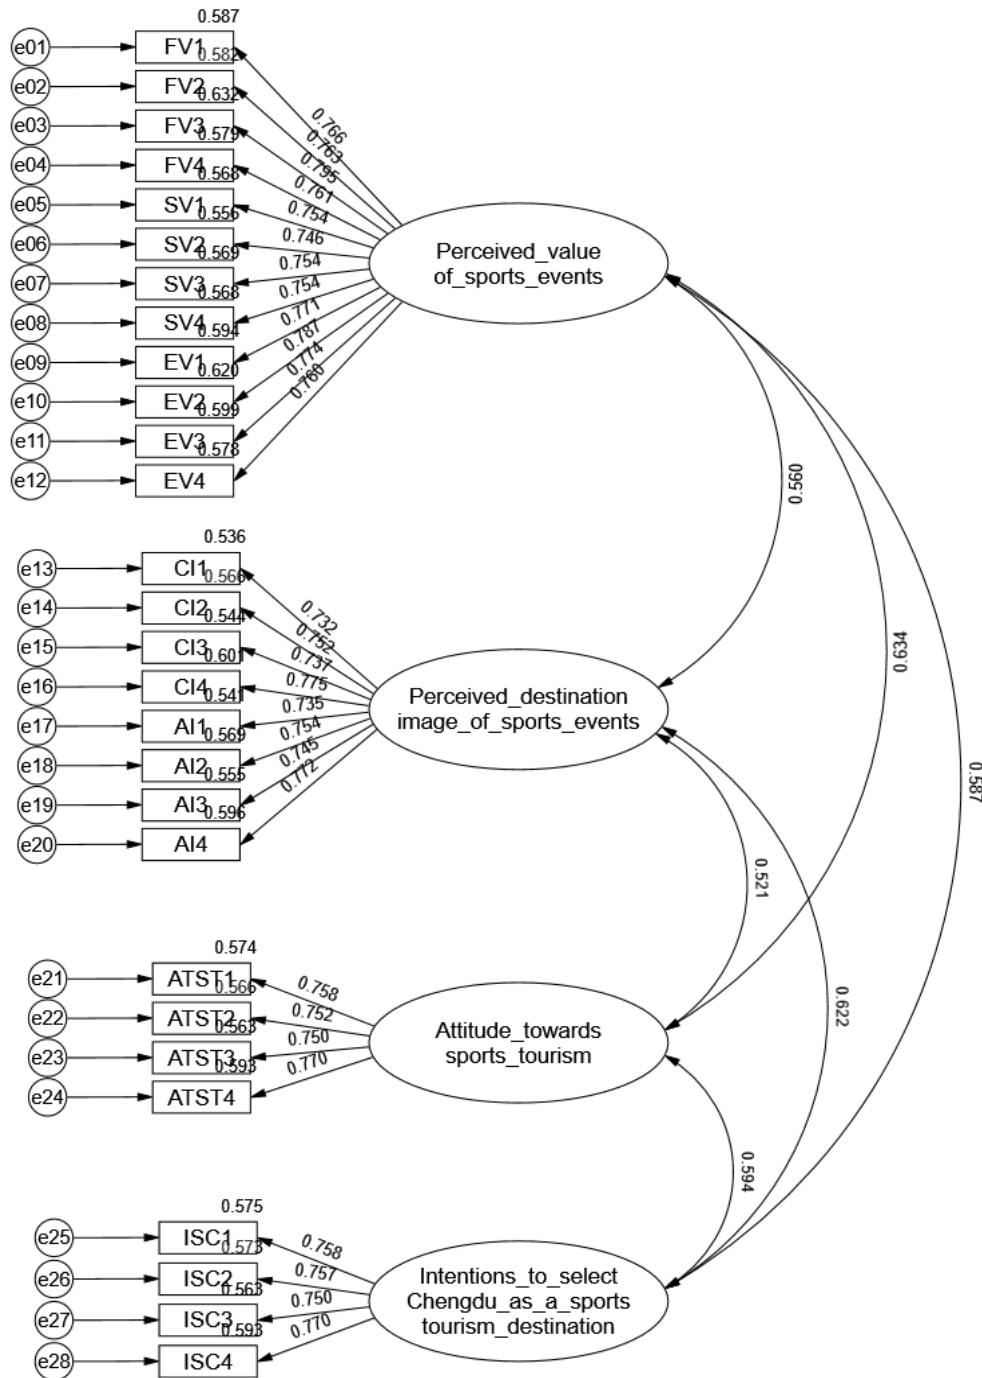 0.587
e01 FV1 0.766
0.582
e02 FV2 0.763
0.632
e03 FV3 0.795
0.579
e04 FV4 0.761
0.568
e05 SV1 0.754
0.556
e06 SV2 0.746
0.569
e07 SV3 0.754
0.568
e08 SV4 0.754
0.594
e09 EV1 0.771
0.620
e10 EV2 0.787
0.599
e11 EV3 0.774
0.578
e12 EV4 0.760
Perceived_value
of_sports_events
0.560
0.634
0.587
0.536
e13 CI1 0.732
0.566
e14 CI2 0.752
0.544
e15 CI3 0.737
0.601
e16 CI4 0.775
0.541
e17 AI1 0.735
0.569
e18 AI2 0.754
0.555
e19 AI3 0.745
0.596
e20 AI4 0.772
Perceived_destination
image_of_sports_events
0.521
0.622
0.574
e21 ATST1 0.758
0.566
e22 ATST2 0.752
0.563
e23 ATST3 0.750
0.593
e24 ATST4 0.770
Attitude_towards
sports_tourism
0.594
0.575
e25 ISC1 0.758
0.573
e26 ISC2 0.757
0.563
e27 ISC3 0.750
0.593
e28 ISC4 0.770
Intentions_to_select
Chengdu_as_a_sports
tourism_destination